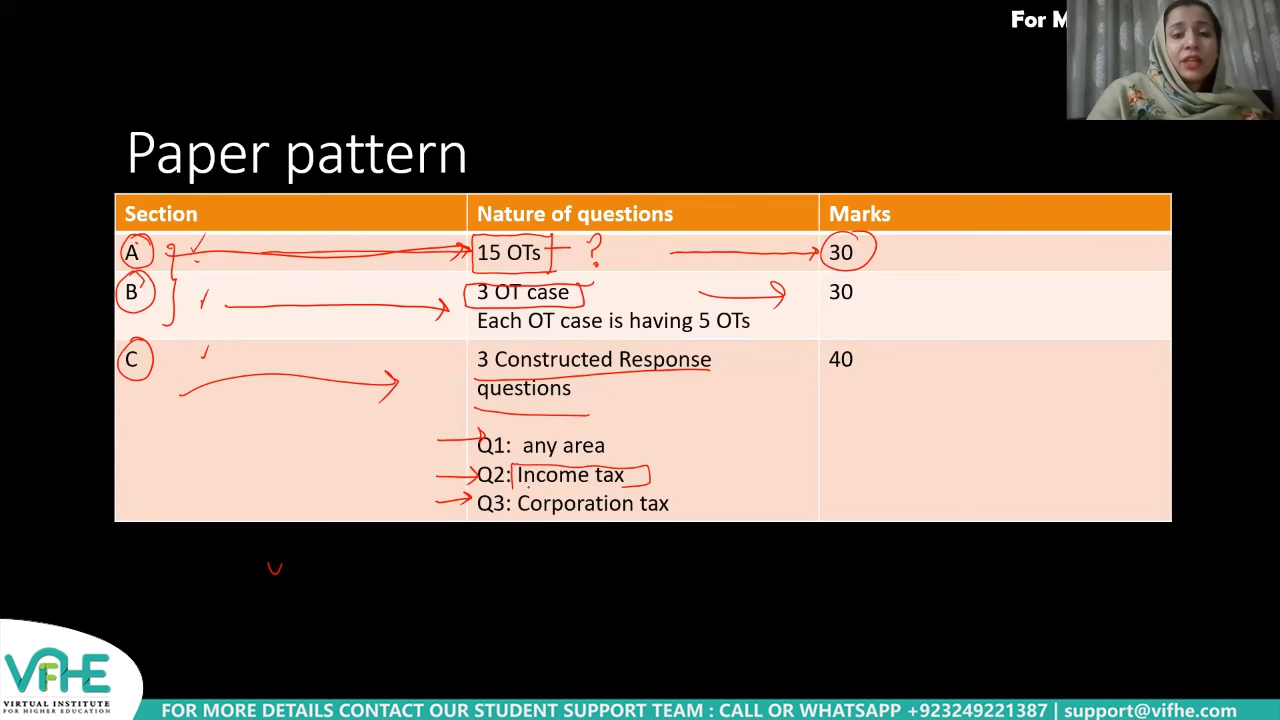 For M
Paper pattern
Section Nature of questions Marks
A 15 OTs ? 30
B 3 OT case 30
Each OT case is having 5 OTs
C 3 Constructed Response 40
questions
Q1: any area
Q2: Income tax
Q3: Corporation tax
VFHE
VIRTUAL INSTITUTE
FOR HIGHER EDUCATION
FOR MORE DETAILS CONTACT OUR STUDENT SUPPORT TEAM : CALL OR WHATSAPP +923249221387 | support@vifhe.com